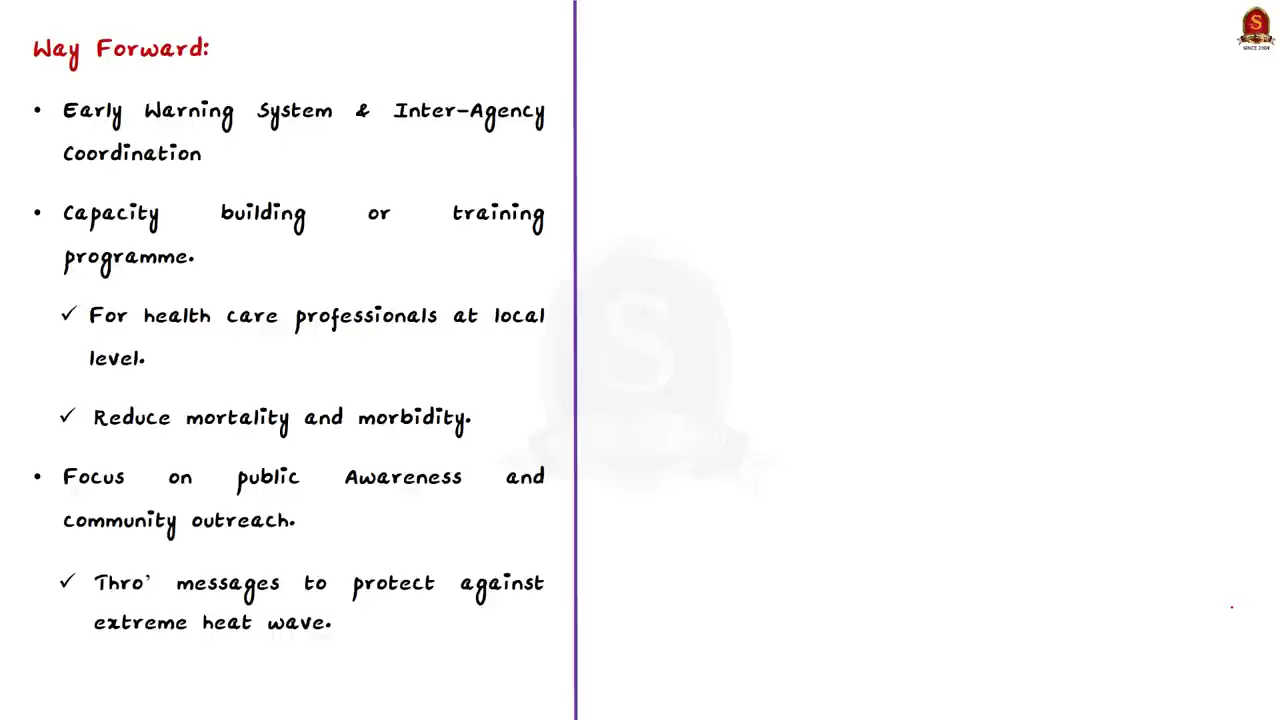 Way Forward:
• Early Warning System & Inter-Agency
Coordination
• Capacity building or training
programme.
✓ For health care professionals at local
level.
✓ Reduce mortality and morbidity.
• Focus on public Awareness and
community outreach.
✓ Thro' messages to protect against
extreme heat wave.
S
SINCE 2004
S